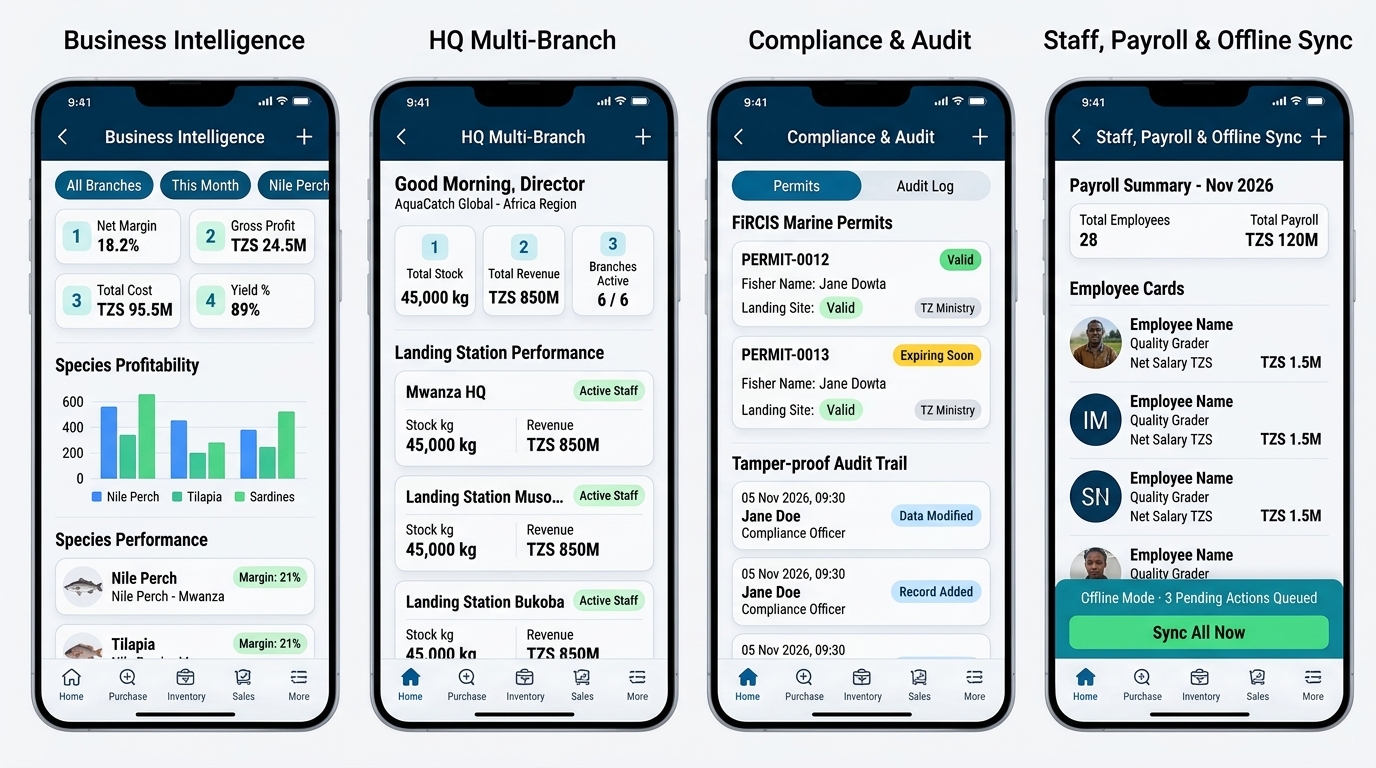 Business Intelligence
9:41
Business Intelligence
All Branches
This Month
Nile Perch
1
Net Margin
18.2%
2
Gross Profit
TZS 24.5M
3
Total Cost
TZS 95.5M
4
Yield %
89%
Species Profitability
600
400
200
0
Nile Perch
Tilapia
Sardines
Species Performance
Nile Perch
Nile Perch - Mwanza
Margin: 21%
Tilapia
Margin: 21%
Home
Purchase
Inventory
Sales
More
HQ Multi-Branch
9:41
HQ Multi-Branch
Good Morning, Director
AquaCatch Global - Africa Region
1
Total Stock
45,000 kg
2
Total Revenue
TZS 850M
3
Branches
Active
6 / 6
Landing Station Performance
Mwanza HQ
Active Staff
Stock kg
45,000 kg
Revenue
TZS 850M
Landing Station Muso...
Active Staff
Stock kg
45,000 kg
Revenue
TZS 850M
Landing Station Bukoba
Active Staff
Stock kg
45,000 kg
Revenue
TZS 850M
Home
Purchase
Inventory
Sales
More
Compliance & Audit
9:41
Compliance & Audit
Permits
Audit Log
FiRCIS Marine Permits
PERMIT-0012
Valid
Fisher Name: Jane Dowta
Landing Site: Valid
TZ Ministry
PERMIT-0013
Expiring Soon
Fisher Name: Jane Dowta
Landing Site: Valid
TZ Ministry
Tamper-proof Audit Trail
05 Nov 2026, 09:30
Jane Doe
Compliance Officer
Data Modified
05 Nov 2026, 09:30
Jane Doe
Compliance Officer
Record Added
05 Nov 2026, 09:30
Home
Purchase
Inventory
Sales
More
Staff, Payroll & Offline Sync
9:41
Staff, Payroll & Offline Sync
Payroll Summary - Nov 2026
Total Employees
28
Total Payroll
TZS 120M
Employee Cards
Employee Name
Quality Grader
Net Salary TZS
TZS 1.5M
IM
Employee Name
Quality Grader
Net Salary TZS
TZS 1.5M
SN
Employee Name
Quality Grader
Net Salary TZS
TZS 1.5M
Employee Name
Quality Grader
Offline Mode · 3 Pending Actions Queued
Sync All Now
Home
Purchase
Inventory
Sales
More